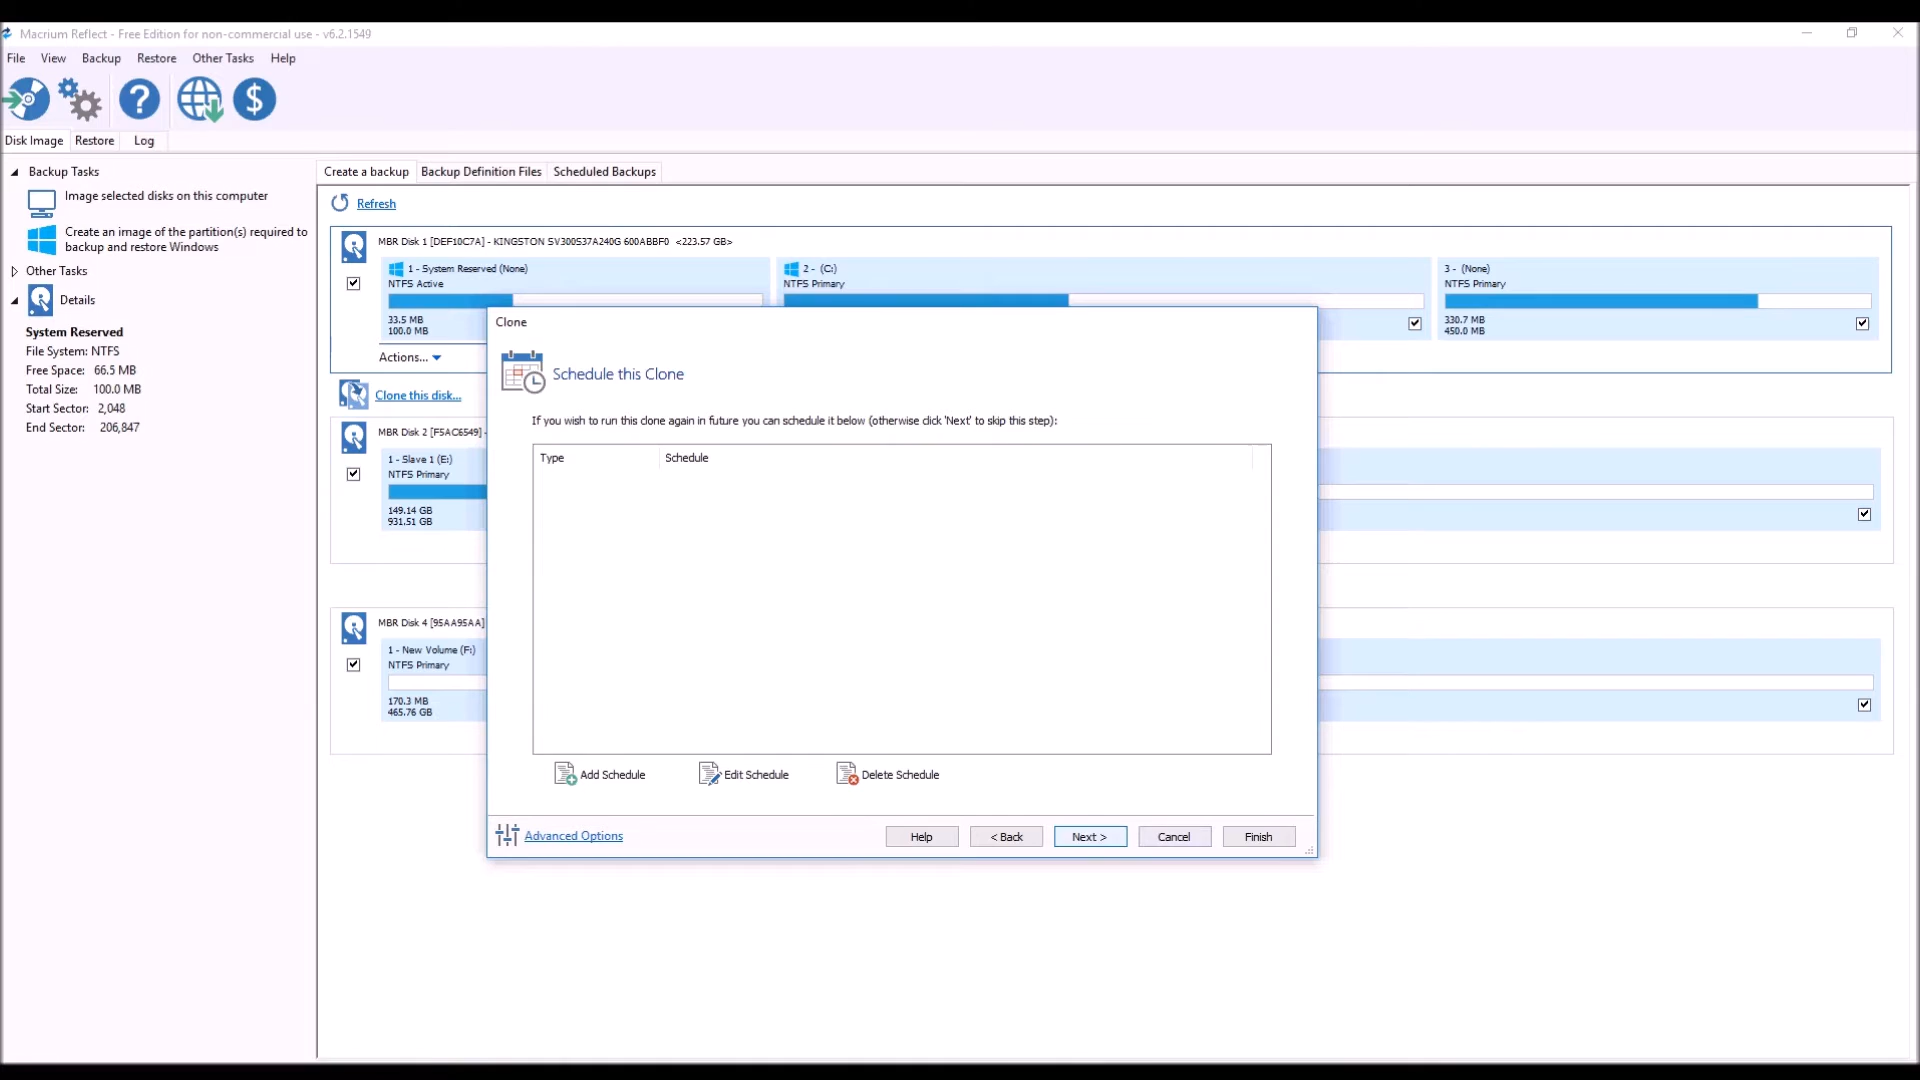 Macrium Reflect - Free Edition for non-commercial use - v6.2.1549
File View Backup Restore Other Tasks Help
Disk Image Restore Log
Backup Tasks
Image selected disks on this computer
Create an image of the partition(s) required to
backup and restore Windows
Other Tasks
Details
System Reserved
File System: NTFS
Free Space: 66.5 MB
Total Size: 100.0 MB
Start Sector: 2,048
End Sector: 206,847
Create a backup Backup Definition Files Scheduled Backups
Refresh
MBR Disk 1 [DEF10C7A] - KINGSTON SV300S37A240G 600ABBF0 <223.57 GB>
1 - System Reserved (None)
NTFS Active
33.5 MB
100.0 MB
2 - (C:)
NTFS Primary
3 - (None)
NTFS Primary
330.7 MB
450.0 MB
Actions...
Clone this disk...
MBR Disk 2 [F5AC6549] -
1 - Slave 1 (E:)
NTFS Primary
149.14 GB
931.51 GB
MBR Disk 4 [95AA95AA]
1 - New Volume (F:)
NTFS Primary
170.3 MB
465.76 GB
Clone
Schedule this Clone
If you wish to run this clone again in future you can schedule it below (otherwise click 'Next' to skip this step):
Type Schedule
Add Schedule Edit Schedule Delete Schedule
Advanced Options Help < Back Next > Cancel Finish